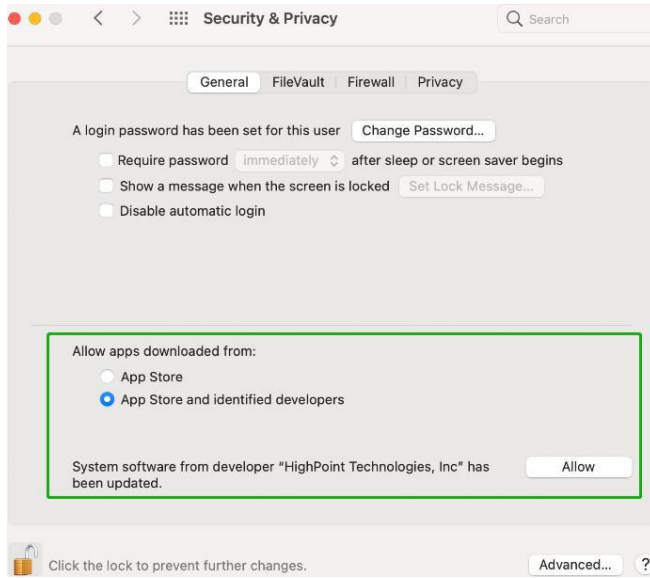 Security & Privacy
Search
General FileVault Firewall Privacy
A login password has been set for this user Change Password...
Require password immediately after sleep or screen saver begins
Show a message when the screen is locked Set Lock Message...
Disable automatic login
Allow apps downloaded from:
App Store
App Store and identified developers
System software from developer "HighPoint Technologies, Inc" has Allow
been updated.
Click the lock to prevent further changes. Advanced... ?